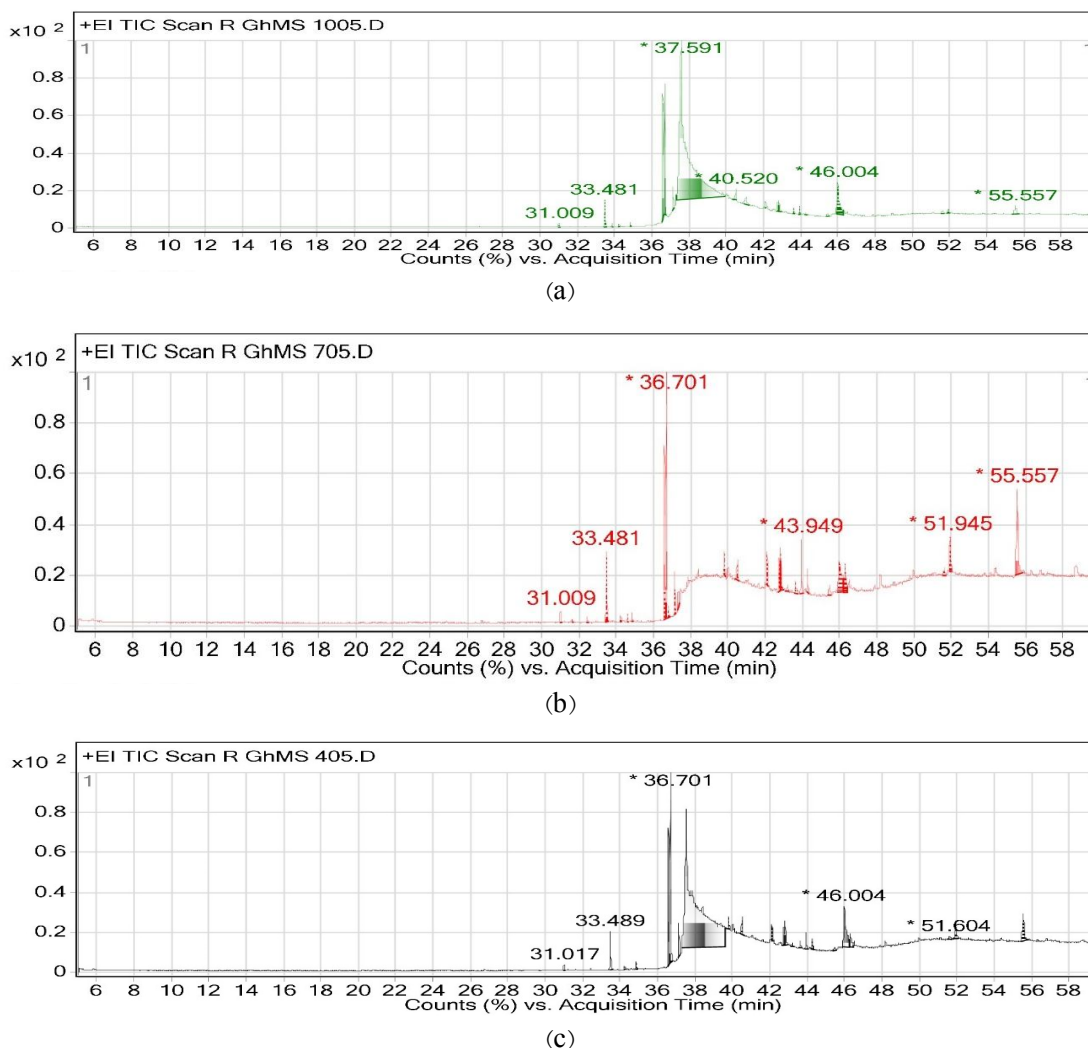 +EI TIC Scan R GhMS 1005.D
x10 2
1
1
* 37.591
0.8
0.6
0.4
0.2
0
31.009
33.481
* 40.520
* 46.004
* 55.557
6 8 10 12 14 16 18 20 22 24 26 28 30 32 34 36 38 40 42 44 46 48 50 52 54 56 58
Counts (%) vs. Acquisition Time (min)
(a)
+EI TIC Scan R GhMS 705.D
x10 2
1
1
* 36.701
0.8
0.6
0.4
0.2
0
31.009
33.481
* 43.949
* 51.945
* 55.557
6 8 10 12 14 16 18 20 22 24 26 28 30 32 34 36 38 40 42 44 46 48 50 52 54 56 58
Counts (%) vs. Acquisition Time (min)
(b)
+EI TIC Scan R GhMS 405.D
x10 2
1
* 36.701
0.8
0.6
0.4
0.2
0
31.017
33.489
* 46.004
* 51.604
6 8 10 12 14 16 18 20 22 24 26 28 30 32 34 36 38 40 42 44 46 48 50 52 54 56 58
Counts (%) vs. Acquisition Time (min)
(c)